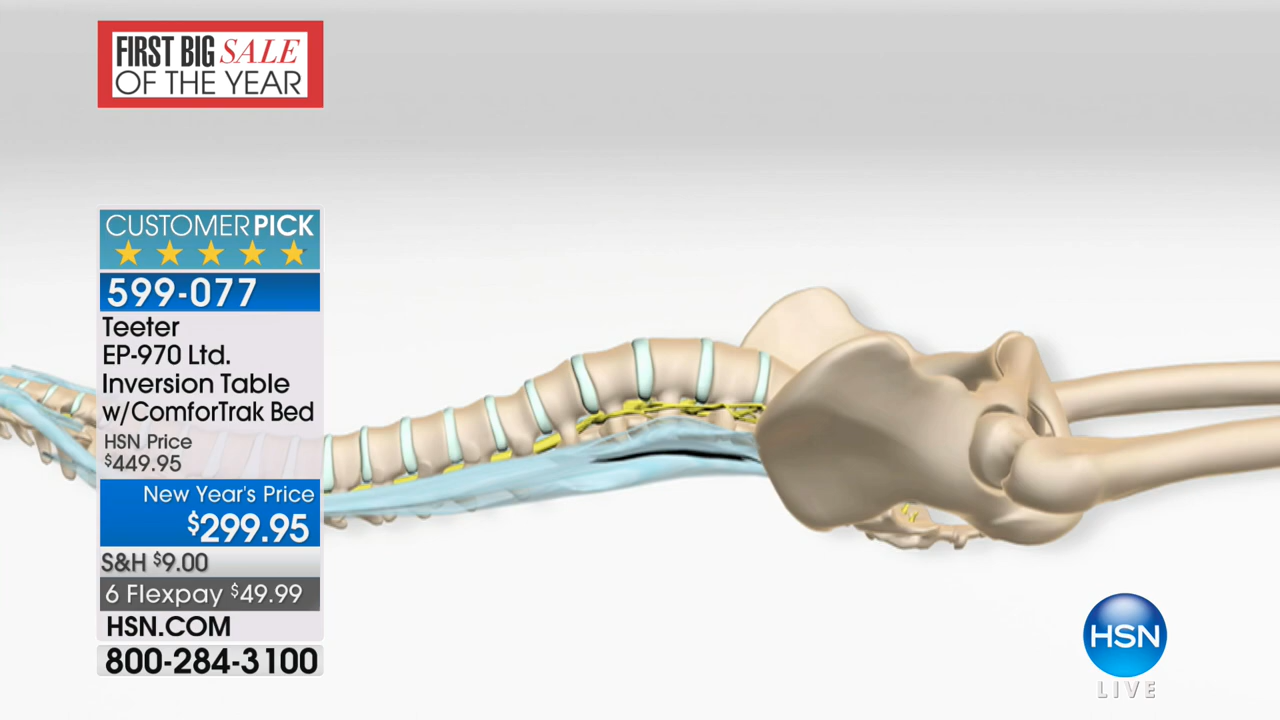 FIRST BIG SALE
OF THE YEAR
CUSTOMERPICK
599-077
Teeter
EP-970 Ltd.
Inversion Table
w/ComforTrak Bed
HSN Price
$449.95
New Year's Price
$299.95
S&H $9.00
6 Flexpay $49.99
HSN.COM
800-284-3100
HSN
LIVE